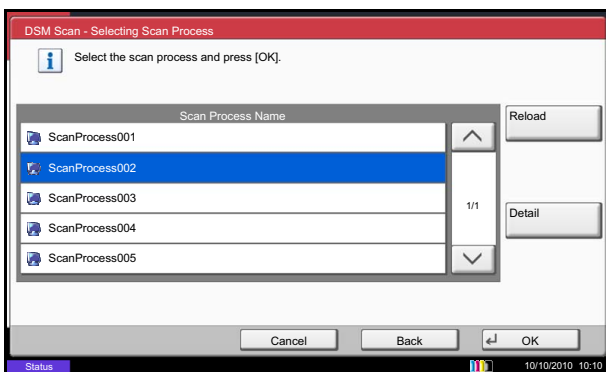 DSM Scan - Selecting Scan Process
Select the scan process and press [OK].
Scan Process Name
ScanProcess001
ScanProcess002
ScanProcess003
ScanProcess004
ScanProcess005
1/1
Reload
Detail
Cancel
Back
OK
Status
10/10/2010 10:10